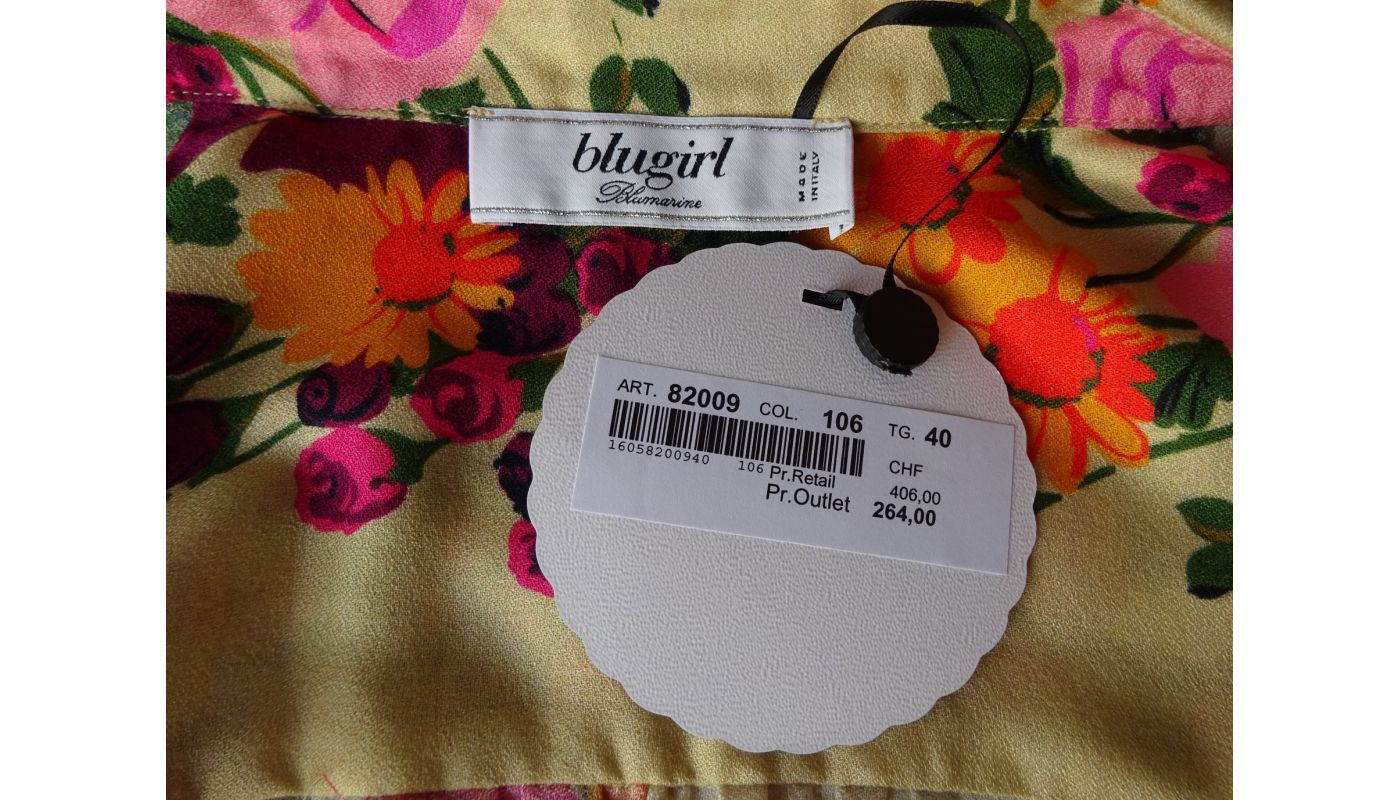 blugirl
Blumarine
MADE
IN ITALY
ART. 82009 COL. 106 TG. 40
16058200940 106
CHF
Pr.Retail 406,00
Pr.Outlet 264,00